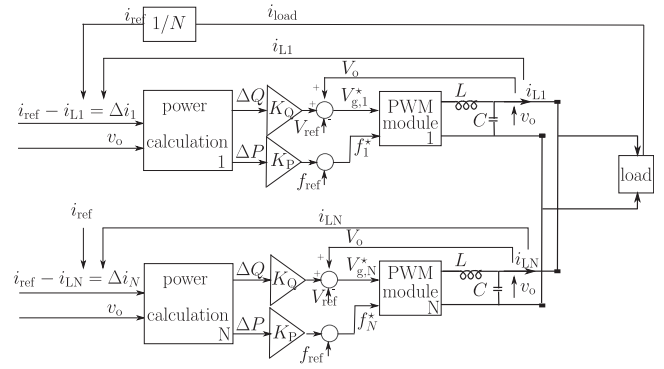 i_ref
1/N
i_load
i_L1
V_o
i_ref − i_L1 = Δi_1
v_o
power
calculation
1
ΔQ
K_Q
+
+
V_ref
-
V*_g,1
ΔP
K_P
f_ref
f*_1
PWM
module
1
L
C
i_L1
v_o
load
i_ref
i_LN
V_o
i_ref − i_LN = Δi_N
v_o
power
calculation
N
ΔQ
K_Q
+
+
V_ref
-
V*_g,N
ΔP
K_P
f_ref
f*_N
PWM
module
N
L
C
i_LN
v_o